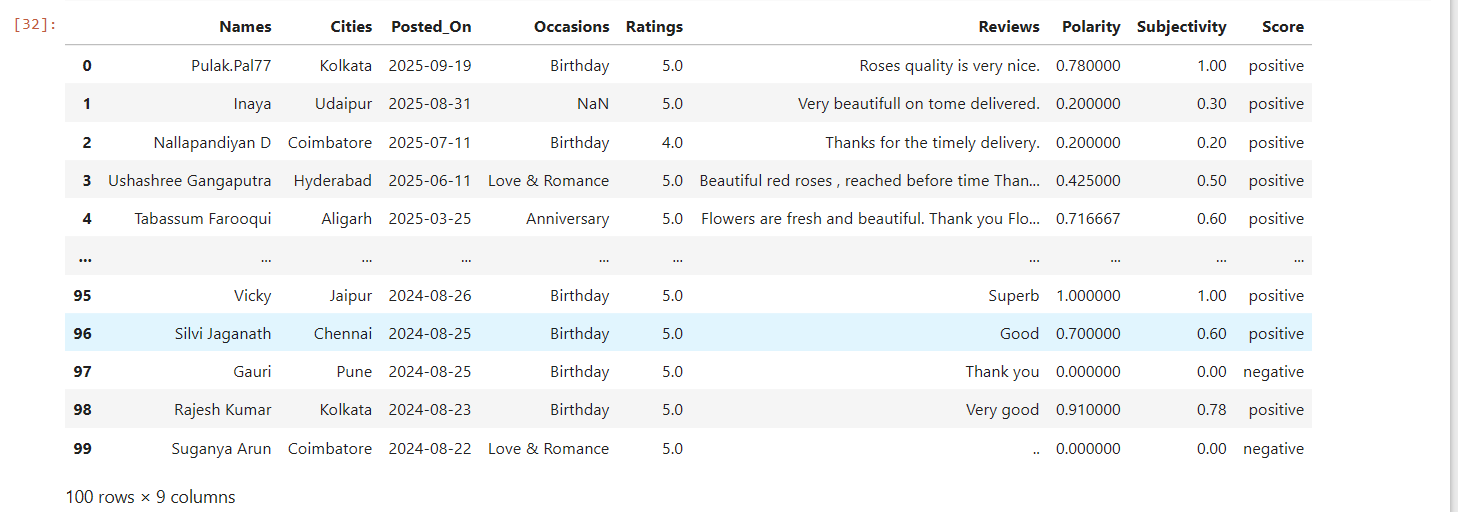 [32]:
Names Cities Posted_On Occasions Ratings Reviews Polarity Subjectivity Score
0 Pulak.Pal77 Kolkata 2025-09-19 Birthday 5.0 Roses quality is very nice. 0.780000 1.00 positive
1 Inaya Udaipur 2025-08-31 NaN 5.0 Very beautifull on tome delivered. 0.200000 0.30 positive
2 Nallapandiyan D Coimbatore 2025-07-11 Birthday 4.0 Thanks for the timely delivery. 0.200000 0.20 positive
3 Ushashree Gangaputra Hyderabad 2025-06-11 Love & Romance 5.0 Beautiful red roses , reached before time Than... 0.425000 0.50 positive
4 Tabassum Farooqui Aligarh 2025-03-25 Anniversary 5.0 Flowers are fresh and beautiful. Thank you Flo... 0.716667 0.60 positive
... ... ... ... ... ... ... ... ... ...
95 Vicky Jaipur 2024-08-26 Birthday 5.0 Superb 1.000000 1.00 positive
96 Silvi Jaganath Chennai 2024-08-25 Birthday 5.0 Good 0.700000 0.60 positive
97 Gauri Pune 2024-08-25 Birthday 5.0 Thank you 0.000000 0.00 negative
98 Rajesh Kumar Kolkata 2024-08-23 Birthday 5.0 Very good 0.910000 0.78 positive
99 Suganya Arun Coimbatore 2024-08-22 Love & Romance 5.0 .. 0.000000 0.00 negative
100 rows × 9 columns